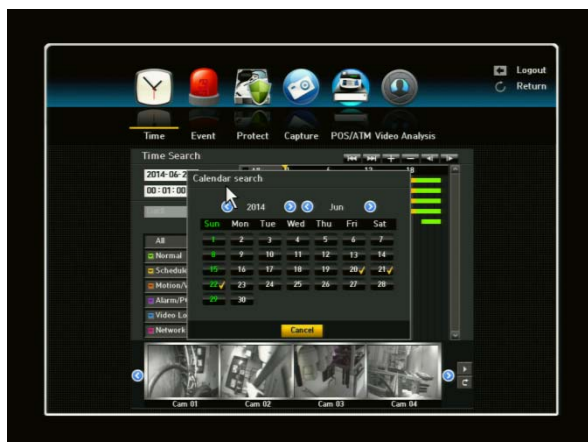 Logout
Return
Time Event Protect Capture POS/ATM Video Analysis
Time Search
2014-06-2
00:01:00
Calendar search
2014 Jun
Sun Mon Tue Wed Thu Fri Sat
1 2 3 4 5 6 7
8 9 10 11 12 13 14
15 16 17 18 19 20 21
22 23 24 25 26 27 28
29 30
All
Normal
Schedule
Motion/V
Alarm/P
Video Lo
Network
Cancel
Cam 01 Cam 02 Cam 03 Cam 04